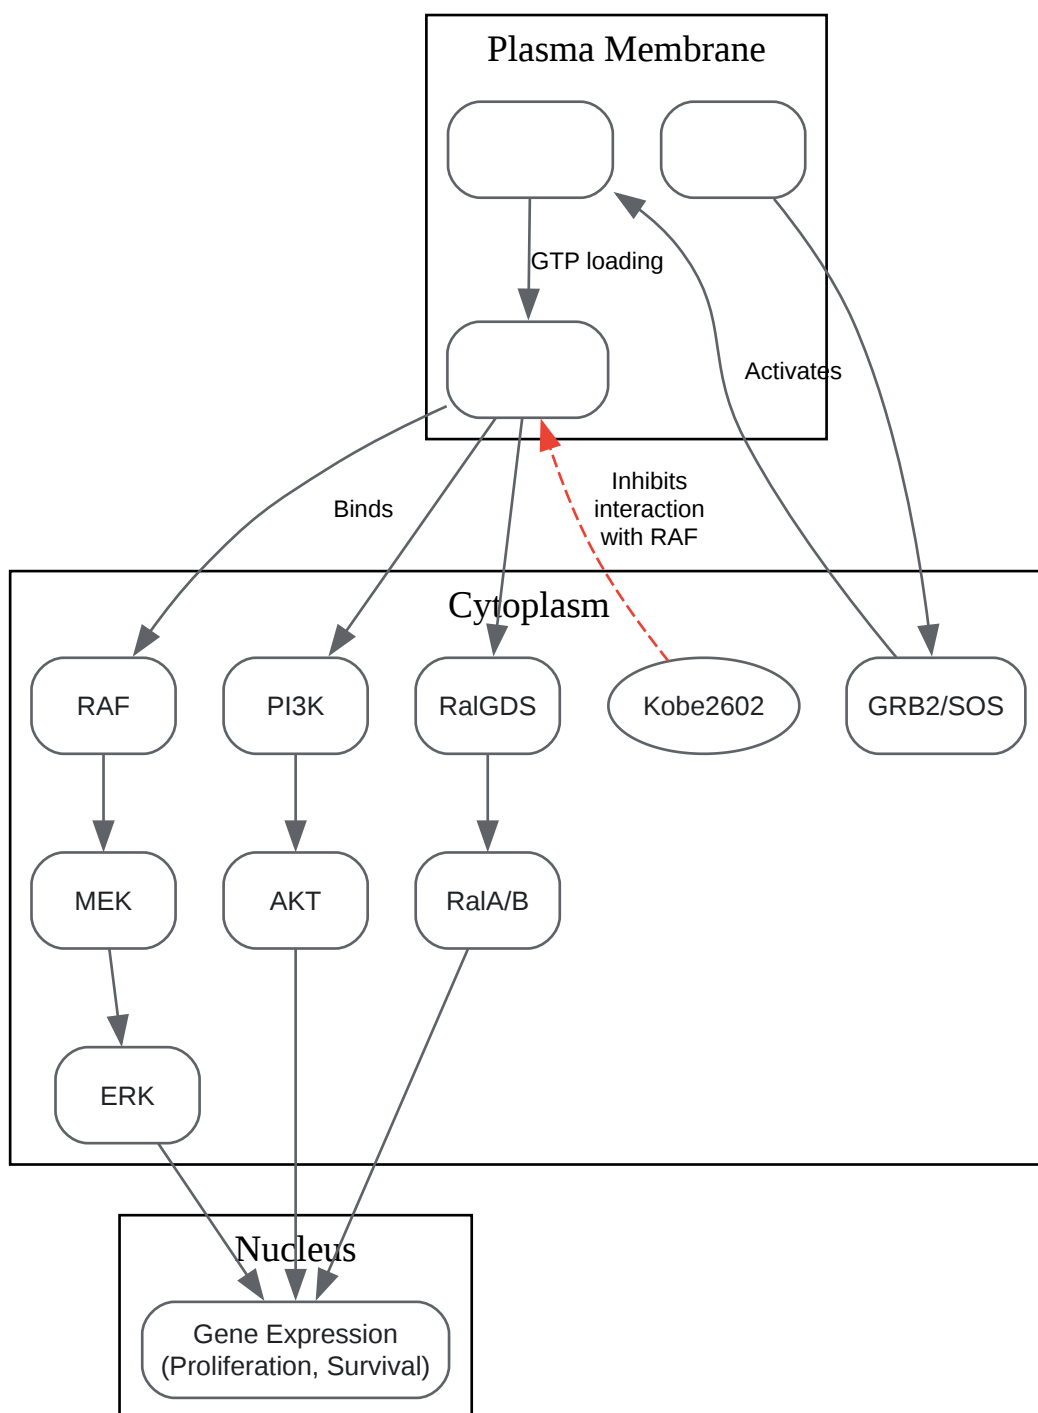 Plasma Membrane
GTP loading
Activates
Binds
Inhibits
interaction
with RAF
Cytoplasm
RAF
PI3K
RalGDS
Kobe2602
GRB2/SOS
MEK
AKT
RalA/B
ERK
Nucleus
Gene Expression
(Proliferation, Survival)